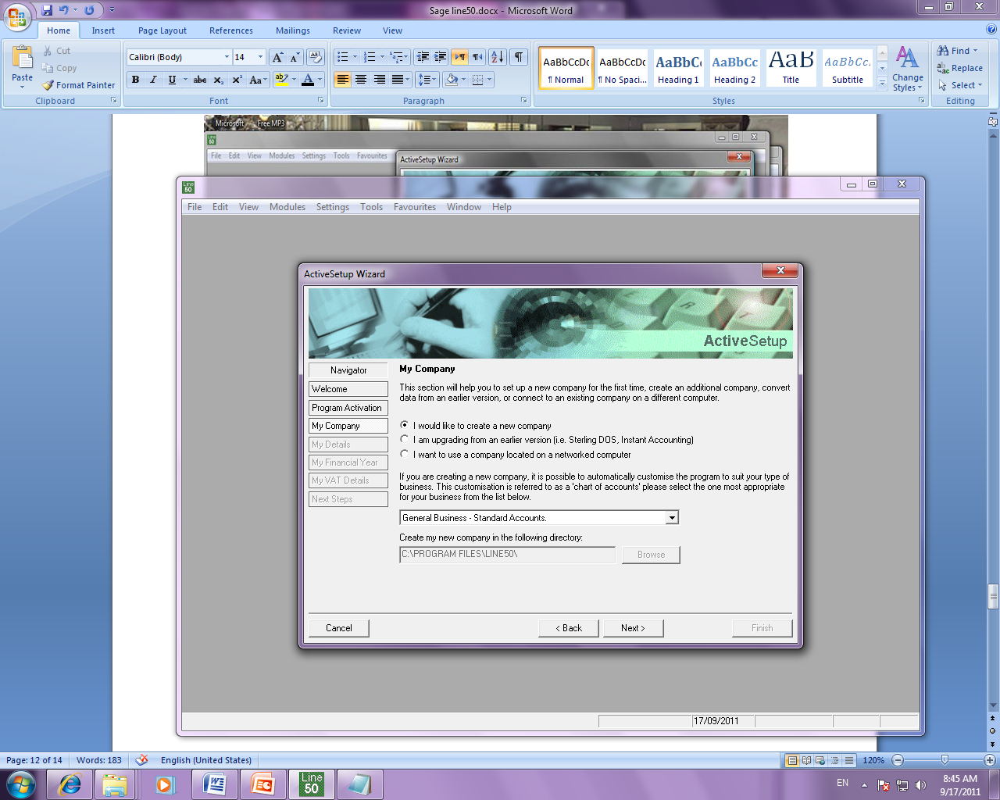 Sage line50.docx - Microsoft Word
Home Insert Page Layout References Mailings Review View
Paste
Cut
Copy
Format Painter
Clipboard
Calibri (Body) 14
Font
Paragraph
AaBbCcDc AaBbCcDc AaBbC AaBbCc AaB AaBbCc.
¶ Normal ¶ No Spaci... Heading 1 Heading 2 Title Subtitle
Change
Styles
Styles
Find
Replace
Select
Editing
Microsoft Free MP3
Line
50
File Edit View Modules Settings Tools Favourites
ActiveSetup Wizard
Line
50
File Edit View Modules Settings Tools Favourites Window Help
ActiveSetup Wizard
ActiveSetup
Navigator
Welcome
Program Activation
My Company
My Details
My Financial Year
My VAT Details
Next Steps
My Company
This section will help you to set up a new company for the first time, create an additional company, convert
data from an earlier version, or connect to an existing company on a different computer.
I would like to create a new company
I am upgrading from an earlier version (i.e. Sterling DOS, Instant Accounting)
I want to use a company located on a networked computer
If you are creating a new company, it is possible to automatically customise the program to suit your type of
business. This customisation is referred to as a 'chart of accounts' please select the one most appropriate
for your business from the list below.
General Business - Standard Accounts.
Create my new company in the following directory:
C:\PROGRAM FILES\LINE50\ Browse
Cancel < Back Next > Finish
17/09/2011
Page: 12 of 14 Words: 183 English (United States) 120%
Line
50
EN
8:45 AM
9/17/2011